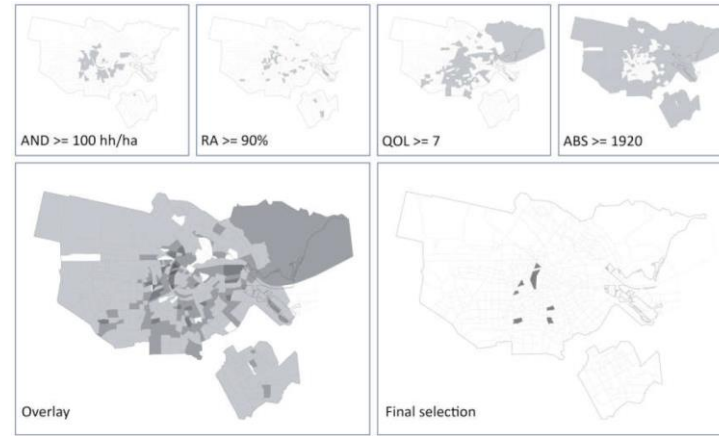 AND >= 100 hh/ha
RA >= 90%
QOL >= 7
ABS >= 1920
Overlay
Final selection